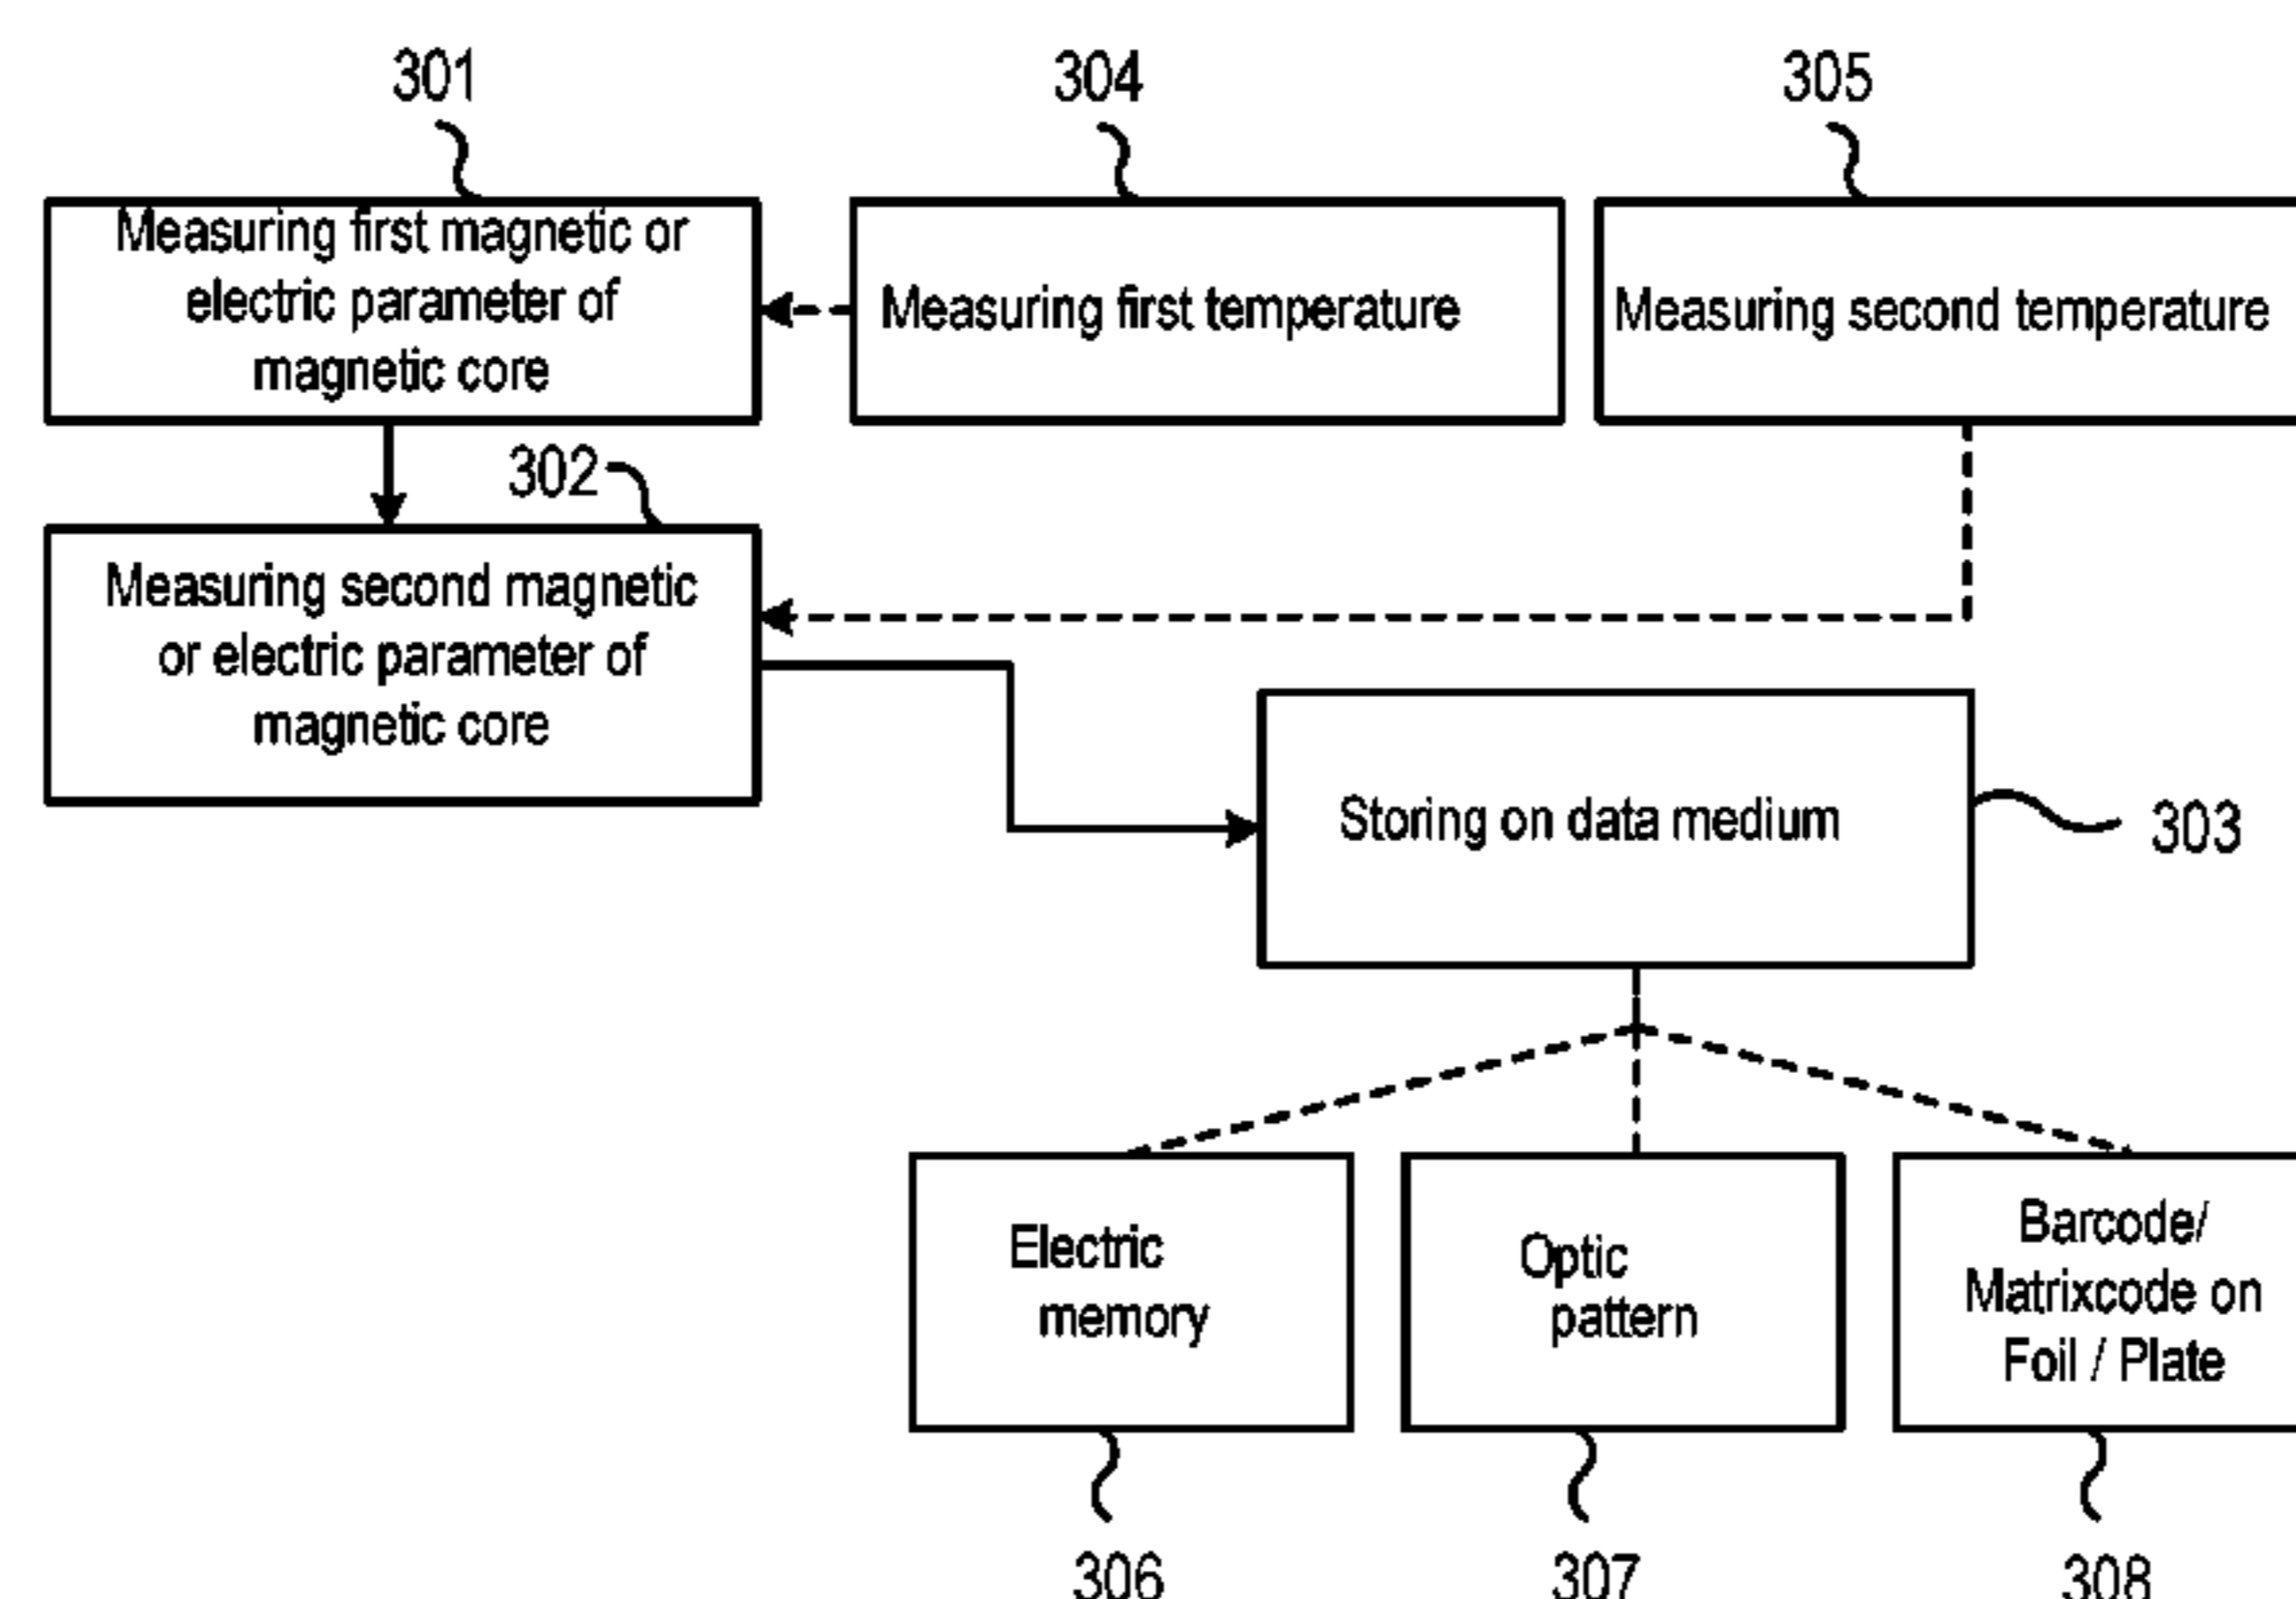 301
304
305
Measuring first magnetic or
electric parameter of
magnetic core
Measuring first temperature
Measuring second temperature
302
Measuring second magnetic
or electric parameter of
magnetic core
Storing on data medium
303
Electric
memory
Optic
pattern
Barcode/
Matrixcode on
Foil / Plate
306
307
308